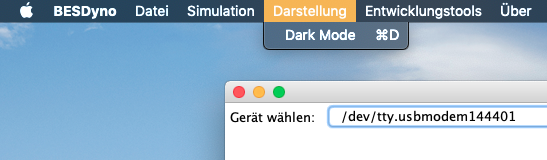 BESDyno Datei Simulation Darstellung Entwicklungstools Über
Dark Mode ⌘D
Gerät wählen: /dev/tty.usbmodem144401